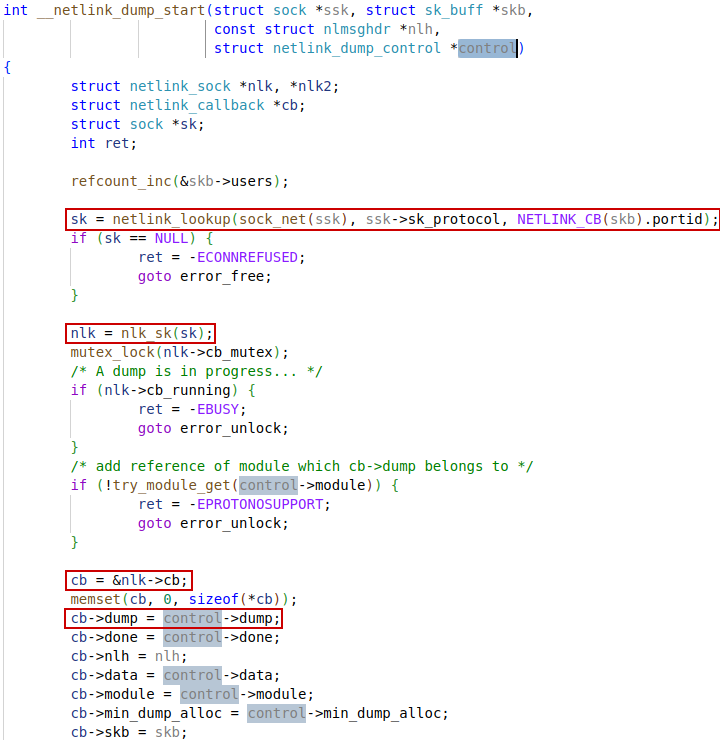 int __netlink_dump_start(struct sock *ssk, struct sk_buff *skb,
const struct nlmsghdr *nlh,
struct netlink_dump_control *control)
{
struct netlink_sock *nlk, *nlk2;
struct netlink_callback *cb;
struct sock *sk;
int ret;
refcount_inc(&skb->users);
sk = netlink_lookup(sock_net(ssk), ssk->sk_protocol, NETLINK_CB(skb).portid);
if (sk == NULL) {
ret = -ECONNREFUSED;
goto error_free;
}
nlk = nlk_sk(sk);
mutex_lock(nlk->cb_mutex);
/* A dump is in progress... */
if (nlk->cb_running) {
ret = -EBUSY;
goto error_unlock;
}
/* add reference of module which cb->dump belongs to */
if (!try_module_get(control->module)) {
ret = -EPROTONOSUPPORT;
goto error_unlock;
}
cb = &nlk->cb;
memset(cb, 0, sizeof(*cb));
cb->dump = control->dump;
cb->done = control->done;
cb->nlh = nlh;
cb->data = control->data;
cb->module = control->module;
cb->min_dump_alloc = control->min_dump_alloc;
cb->skb = skb;